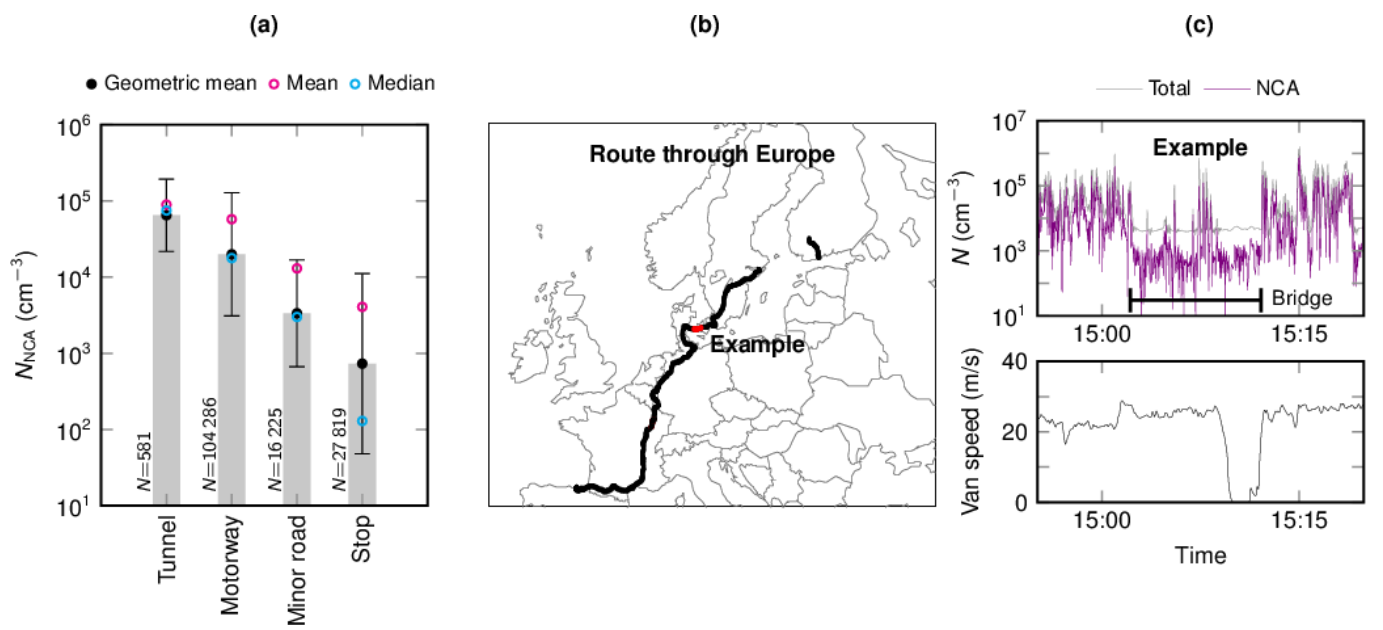 (a)
(b)
(c)
Geometric mean Mean Median
10^6
10^5
10^4
10^3
10^2
10^1
N_NCA (cm^−3)
N=581
N=104 286
N=16 225
N=27 819
Tunnel
Motorway
Minor road
Stop
Route through Europe
Example
Total NCA
Example
10^7
10^5
10^3
10^1
N (cm^−3)
Bridge
15:00 15:15
40
20
0
Van speed (m/s)
15:00 15:15
Time